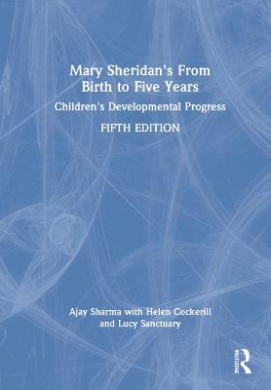 Mary Sheridan's From
Birth to Five Years
Children's Developmental Progress
FIFTH EDITION
Ajay Sharma with Helen Cockerill
and Lucy Sanctuary
R
Routledge